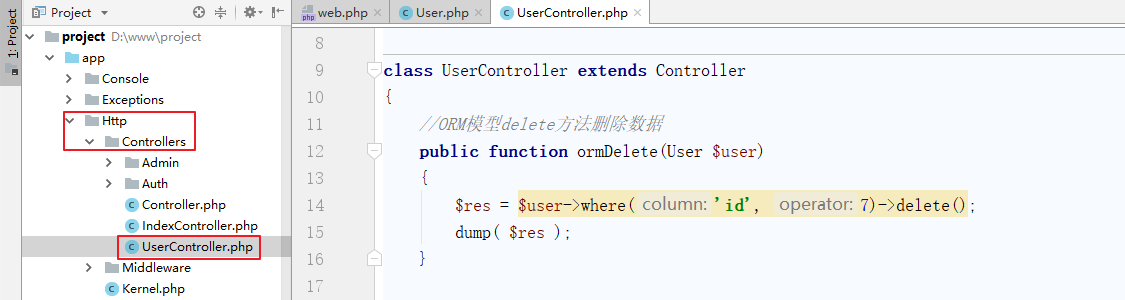 1: Project
Project
project D:\www\project
app
Console
Exceptions
Http
Controllers
Admin
Auth
Controller.php
IndexController.php
UserController.php
Middleware
Kernel.php
web.php User.php UserController.php
8
9 class UserController extends Controller
10 {
11 //ORM模型delete方法删除数据
12 public function ormDelete(User $user)
13 {
14 $res = $user->where( column: 'id', operator: 7)->delete();
15 dump( $res );
16 }
17